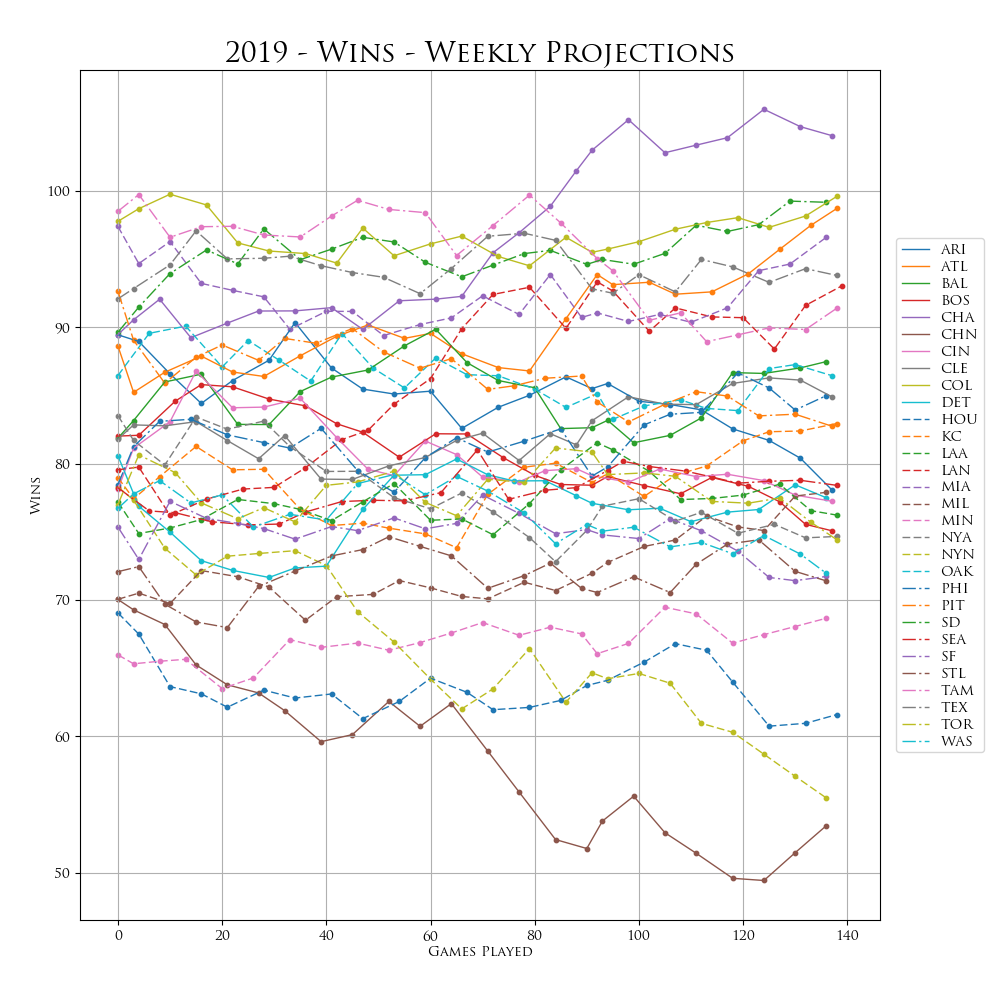 2019 - Wins - Weekly Projections
Wins
100
90
80
70
60
50
0 20 40 60 80 100 120 140
Games Played
ARI
ATL
BAL
BOS
CHA
CHN
CIN
CLE
COL
DET
HOU
KC
LAA
LAN
MIA
MIL
MIN
NYA
NYN
OAK
PHI
PIT
SD
SEA
SF
STL
TAM
TEX
TOR
WAS